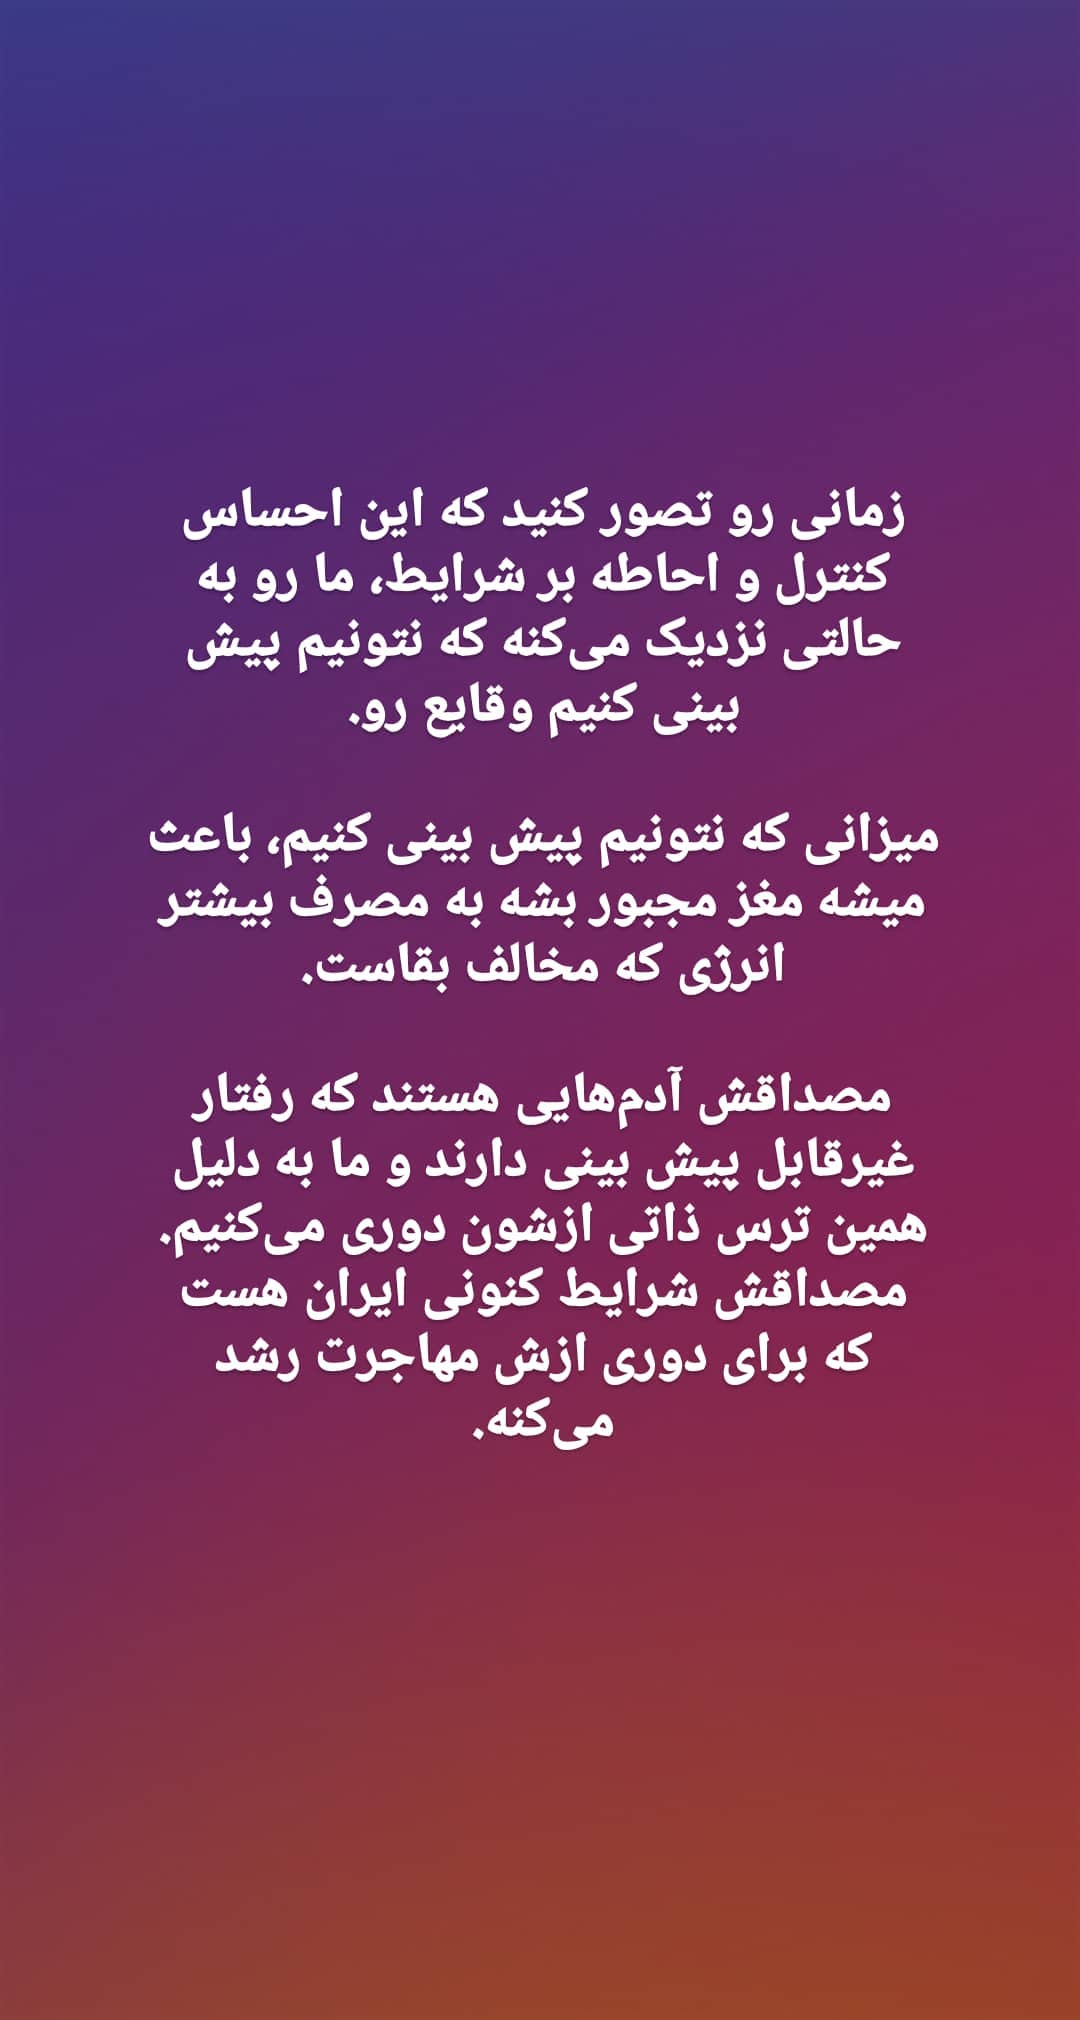 زمانی رو تصور کنید که این احساس
کنترل و احاطه بر شرایط، ما رو به
حالتی نزدیک می‌کنه که نتونیم پیش
بینی کنیم وقایع رو.
میزانی که نتونیم پیش بینی کنیم، باعث
میشه مغز مجبور بشه به مصرف بیشتر
انرژی که مخالف بقاست.
مصداقش آدم‌هایی هستند که رفتار
غیرقابل پیش بینی دارند و ما به دلیل
همین ترس ذاتی ازشون دوری می‌کنیم.
مصداقش شرایط کنونی ایران هست
که برای دوری ازش مهاجرت رشد
می‌کنه.